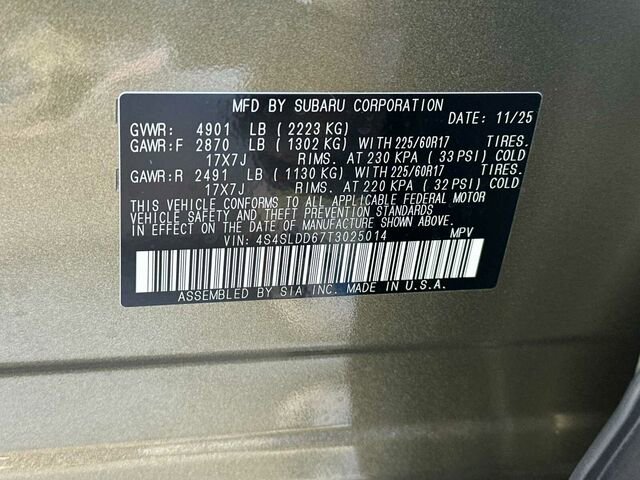 MFD BY SUBARU CORPORATION
DATE: 11/25
GVWR: 4901 LB ( 2223 KG)
GAWR:F 2870 LB ( 1302 KG) WITH 225/60R17 TIRES.
17X7J RIMS. AT 230 KPA ( 33 PSI) COLD
GAWR:R 2491 LB ( 1130 KG) WITH 225/60R17 TIRES.
17X7J RIMS. AT 220 KPA ( 32 PSI) COLD
THIS VEHICLE CONFORMS TO ALL APPLICABLE FEDERAL MOTOR
VEHICLE SAFETY AND THEFT PREVENTION STANDARDS
IN EFFECT ON THE DATE OF MANUFACTURE SHOWN ABOVE.
VIN: 4S4SLDD67T3025014 MPV
ASSEMBLED BY SIA INC. MADE IN U.S.A.